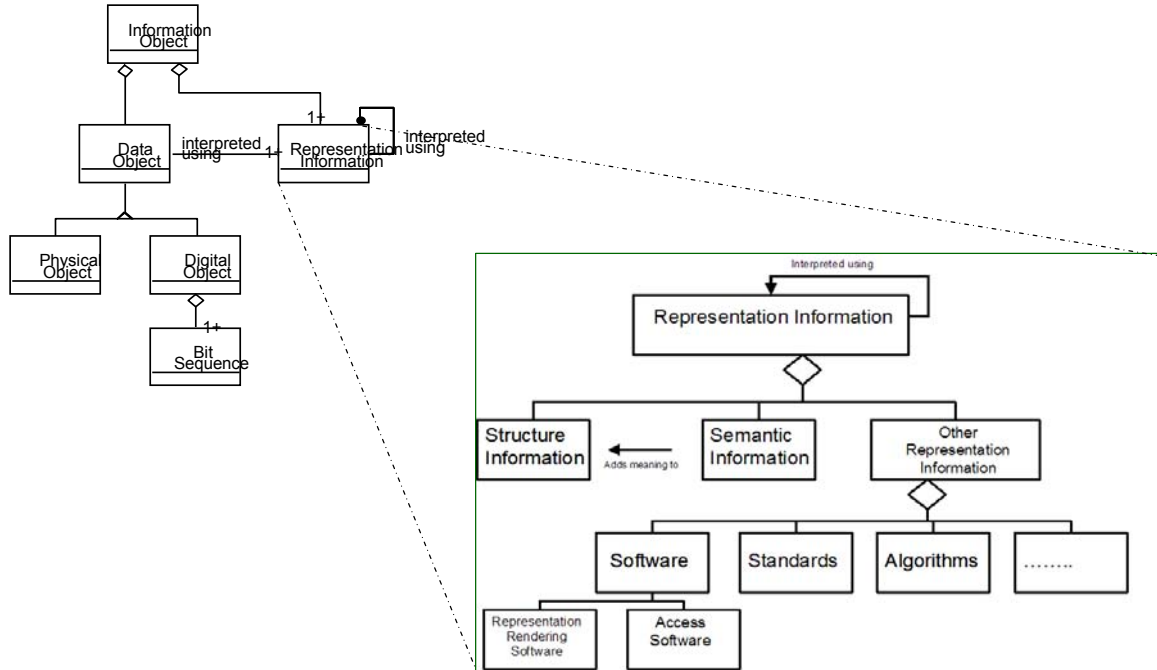 Information
Object
1+
Data
Object
interpreted
using
1+
Representation
Information
interpreted
using
Physical
Object
Digital
Object
1+
Bit
Sequence
Interpreted using
Representation Information
Structure
Information
Adds meaning to
Semantic
Information
Other
Representation
Information
Software
Standards
Algorithms
........
Representation
Rendering
Software
Access
Software